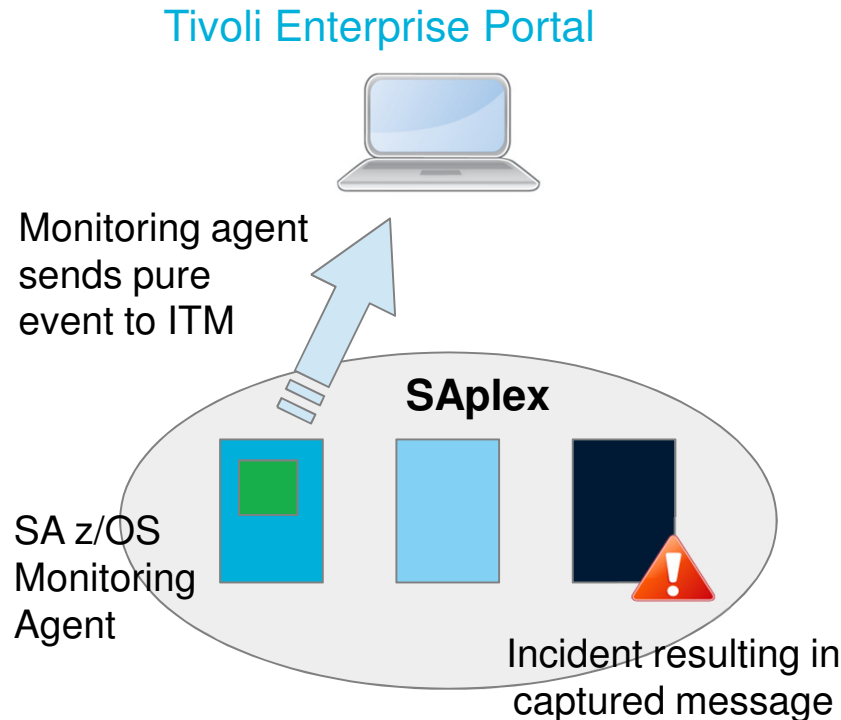 Tivoli Enterprise Portal
Monitoring agent
sends pure
event to ITM
SAplex
SA z/OS
Monitoring
Agent
Incident resulting in
captured message